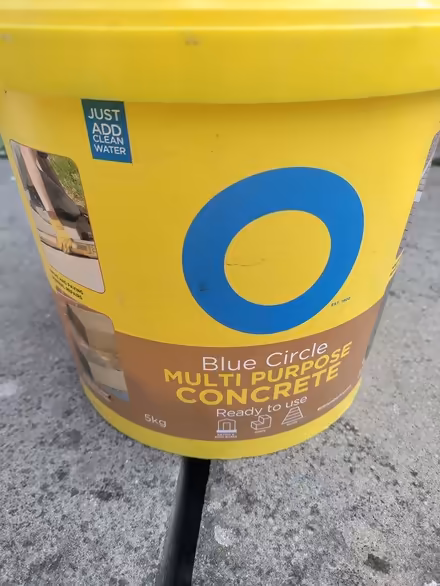 JUST
ADD
CLEAN
WATER
Blue Circle
MULTI PURPOSE
CONCRETE
Ready to use
5kg